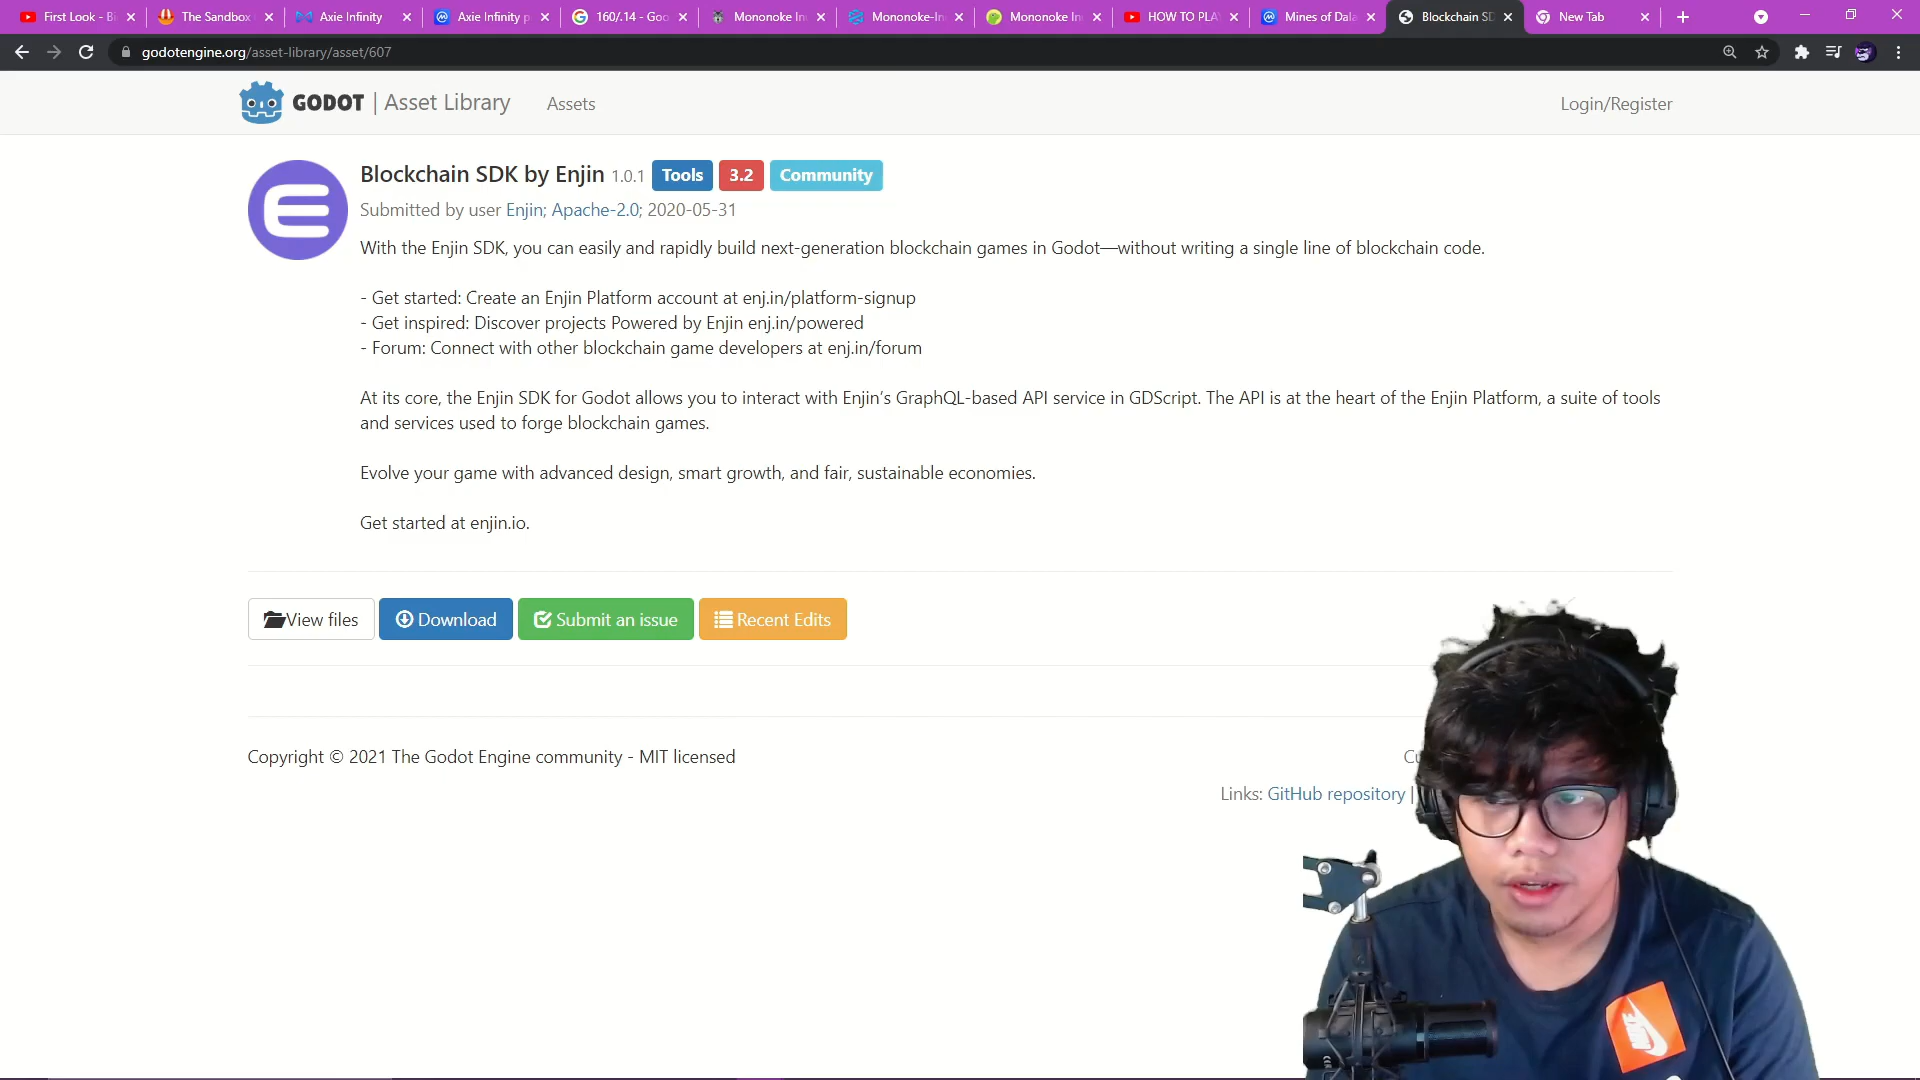 First Look - B
The Sandbox
Axie Infinity
Axie Infinity p
160/.14 - Goo
Mononoke In
Mononoke-In
Mononoke In
HOW TO PLA
Mines of Dala
Blockchain SD
New Tab
godotengine.org/asset-library/asset/607
GODOT | Asset Library
Assets
Login/Register
Blockchain SDK by Enjin 1.0.1 Tools 3.2 Community
Submitted by user Enjin; Apache-2.0; 2020-05-31
With the Enjin SDK, you can easily and rapidly build next-generation blockchain games in Godot—without writing a single line of blockchain code.
- Get started: Create an Enjin Platform account at enj.in/platform-signup
- Get inspired: Discover projects Powered by Enjin enj.in/powered
- Forum: Connect with other blockchain game developers at enj.in/forum
At its core, the Enjin SDK for Godot allows you to interact with Enjin’s GraphQL-based API service in GDScript. The API is at the heart of the Enjin Platform, a suite of tools
and services used to forge blockchain games.
Evolve your game with advanced design, smart growth, and fair, sustainable economies.
Get started at enjin.io.
View files
Download
Submit an issue
Recent Edits
Copyright © 2021 The Godot Engine community - MIT licensed
Links: GitHub repository |